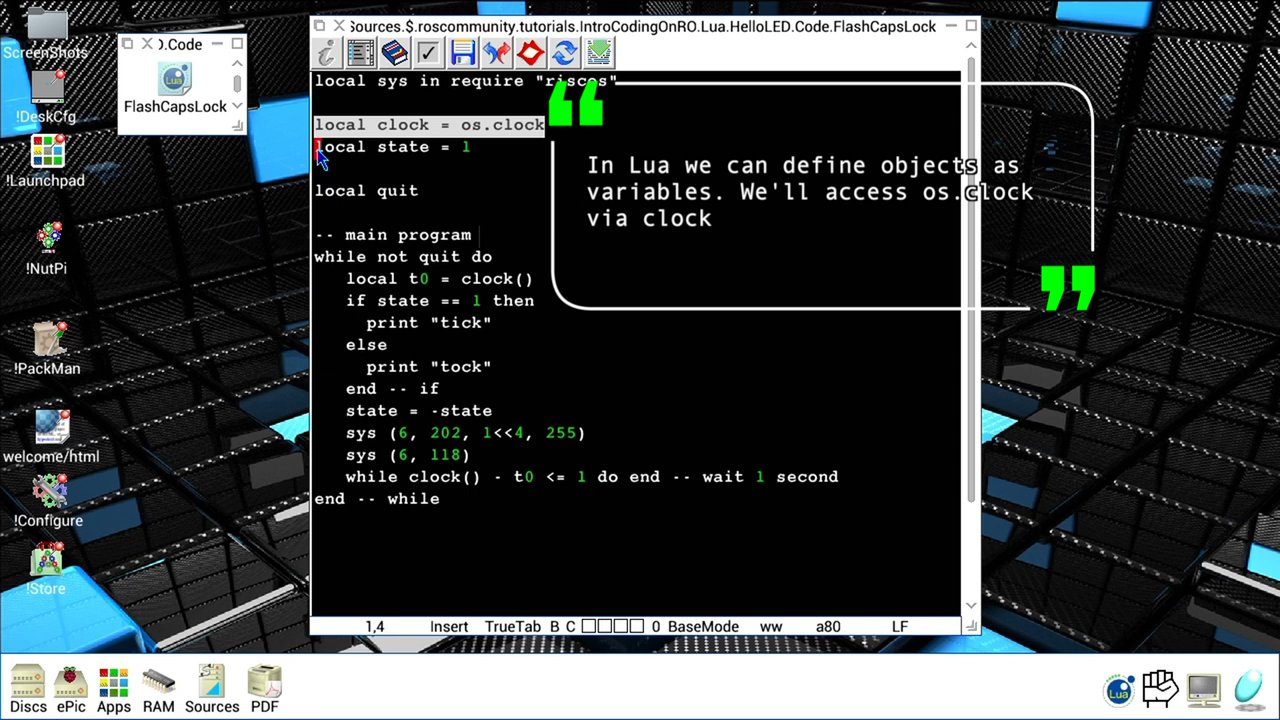 ScreenShots
!DeskCfg
!Launchpad
!NutPi
!PackMan
welcome/html
!Configure
!Store
D.Code
Lua
FlashCapsLock
Sources.$.roscommunity.tutorials.IntroCodingOnRO.Lua.HelloLED.Code.FlashCapsLock
local sys in require "riscos"
local clock = os.clock
local state = 1
local quit
-- main program
while not quit do
local t0 = clock()
if state == 1 then
print "tick"
else
print "tock"
end -- if
state = -state
sys (6, 202, 1<<4, 255)
sys (6, 118)
while clock() - t0 <= 1 do end -- wait 1 second
end -- while
In Lua we can define objects as
variables. We'll access os.clock
via clock
1,4 Insert TrueTab B C 0 BaseMode ww a80 LF
Discs ePic Apps RAM Sources PDF
Lua